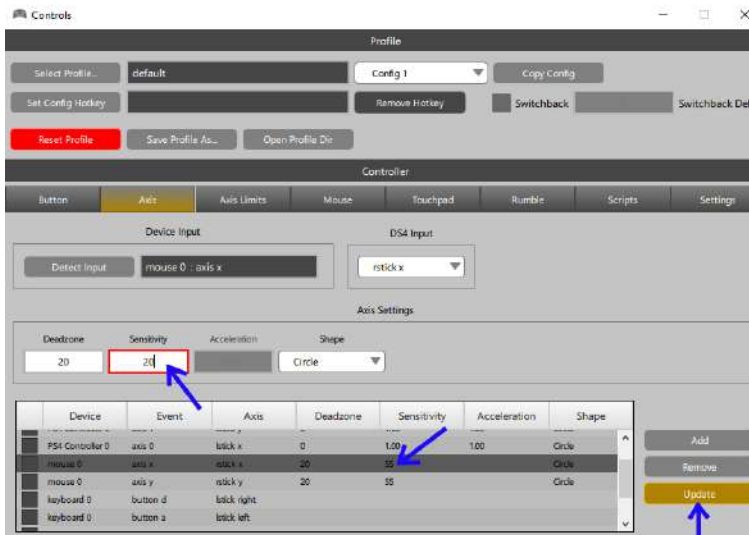 Controls
Profile
Select Profile... default Config 1 Copy Config
Set Config Hotkey Remove Hotkey Switchback Switchback Del
Reset Profile Save Profile As... Open Profile Dir
Controller
Button Axis Axis Limits Mouse Touchpad Rumble Scripts Settings
Device Input DS4 Input
Detect Input mouse 0 : axis x rstick x
Axis Settings
Deadzone Sensitivity Acceleration Shape
20 20 Circle
Device Event Axis Deadzone Sensitivity Acceleration Shape
PS4 Controller 0 axis 0 lstick x 0 1.00 1.00 Circle
mouse 0 axis x rstick x 20 55 Circle
mouse 0 axis y rstick y 20 55 Circle
keyboard 0 button d lstick right
keyboard 0 button a lstick left
Add
Remove
Update